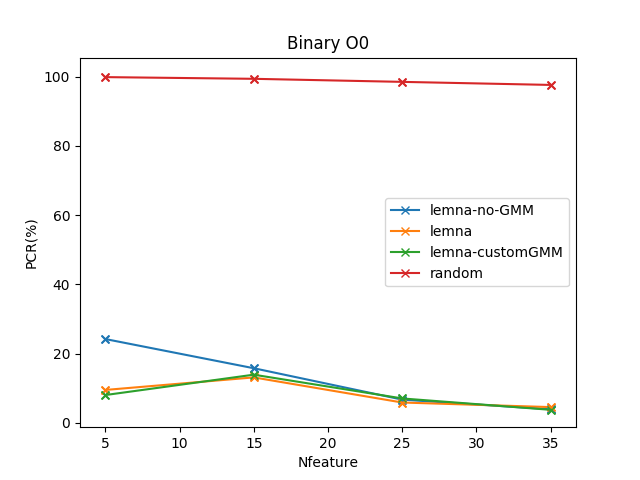 Binary O0
PCR(%)
100
80
60
40
20
0
lemna-no-GMM
lemna
lemna-customGMM
random
5
10
15
20
25
30
35
Nfeature